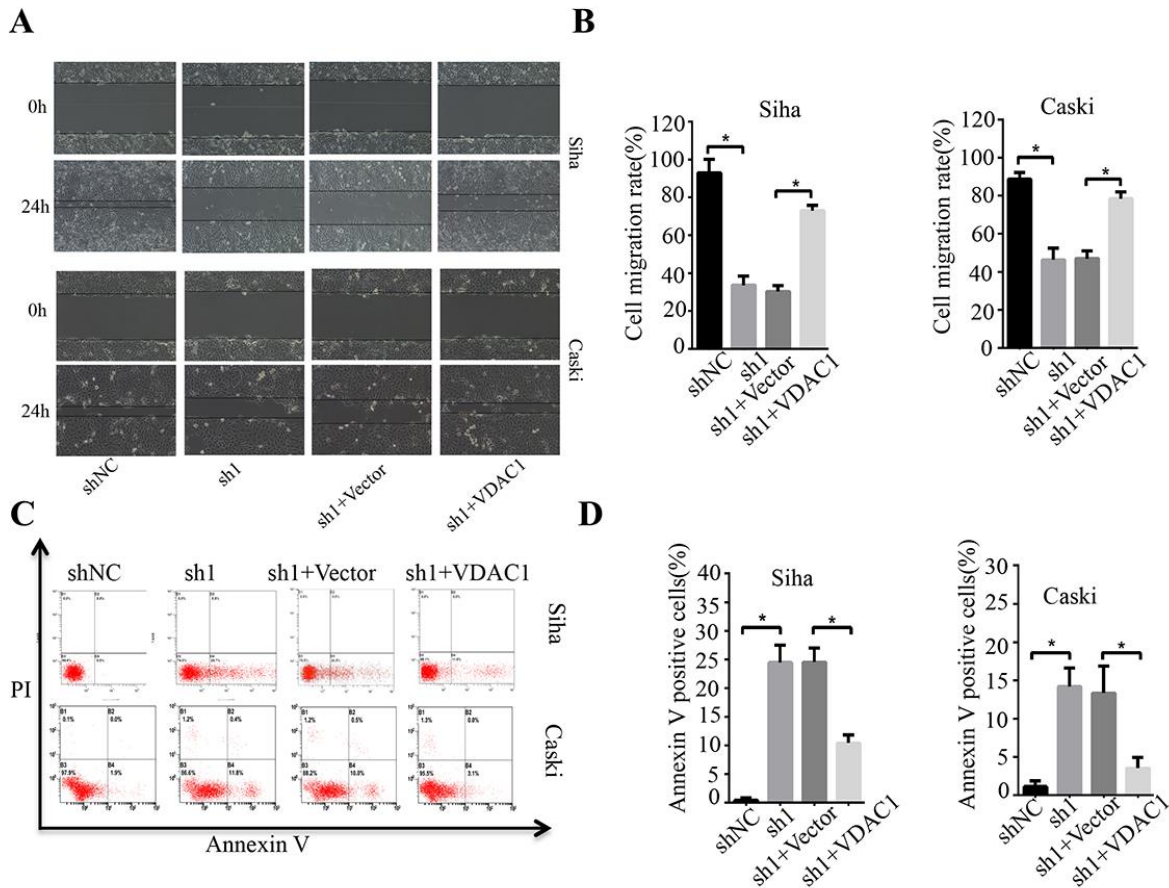 A
0h
24h
Siha
0h
24h
Caski
shNC
sh1
sh1+Vector
sh1+VDAC1
B
Siha
Cell migration rate(%)
120
100
80
60
40
20
0
*
*
shNC
sh1
sh1+Vector
sh1+VDAC1
Caski
Cell migration rate(%)
120
100
80
60
40
20
0
*
*
shNC
sh1
sh1+Vector
sh1+VDAC1
C
shNC
sh1
sh1+Vector
sh1+VDAC1
Siha
PI
B1
0.1%
B2
0.0%
B3
97.9%
B4
1.9%
B1
1.2%
B2
0.4%
B3
86.6%
B4
11.8%
B1
1.2%
B2
0.5%
B3
88.2%
B4
10.0%
B1
1.3%
B2
0.0%
B3
95.5%
B4
3.1%
Caski
Annexin V
D
Siha
Annexin V positive cells(%)
40
35
30
25
20
15
10
5
0
*
*
shNC
sh1
sh1+Vector
sh1+VDAC1
Caski
Annexin V positive cells(%)
30
25
20
15
10
5
0
*
*
shNC
sh1
sh1+Vector
sh1+VDAC1